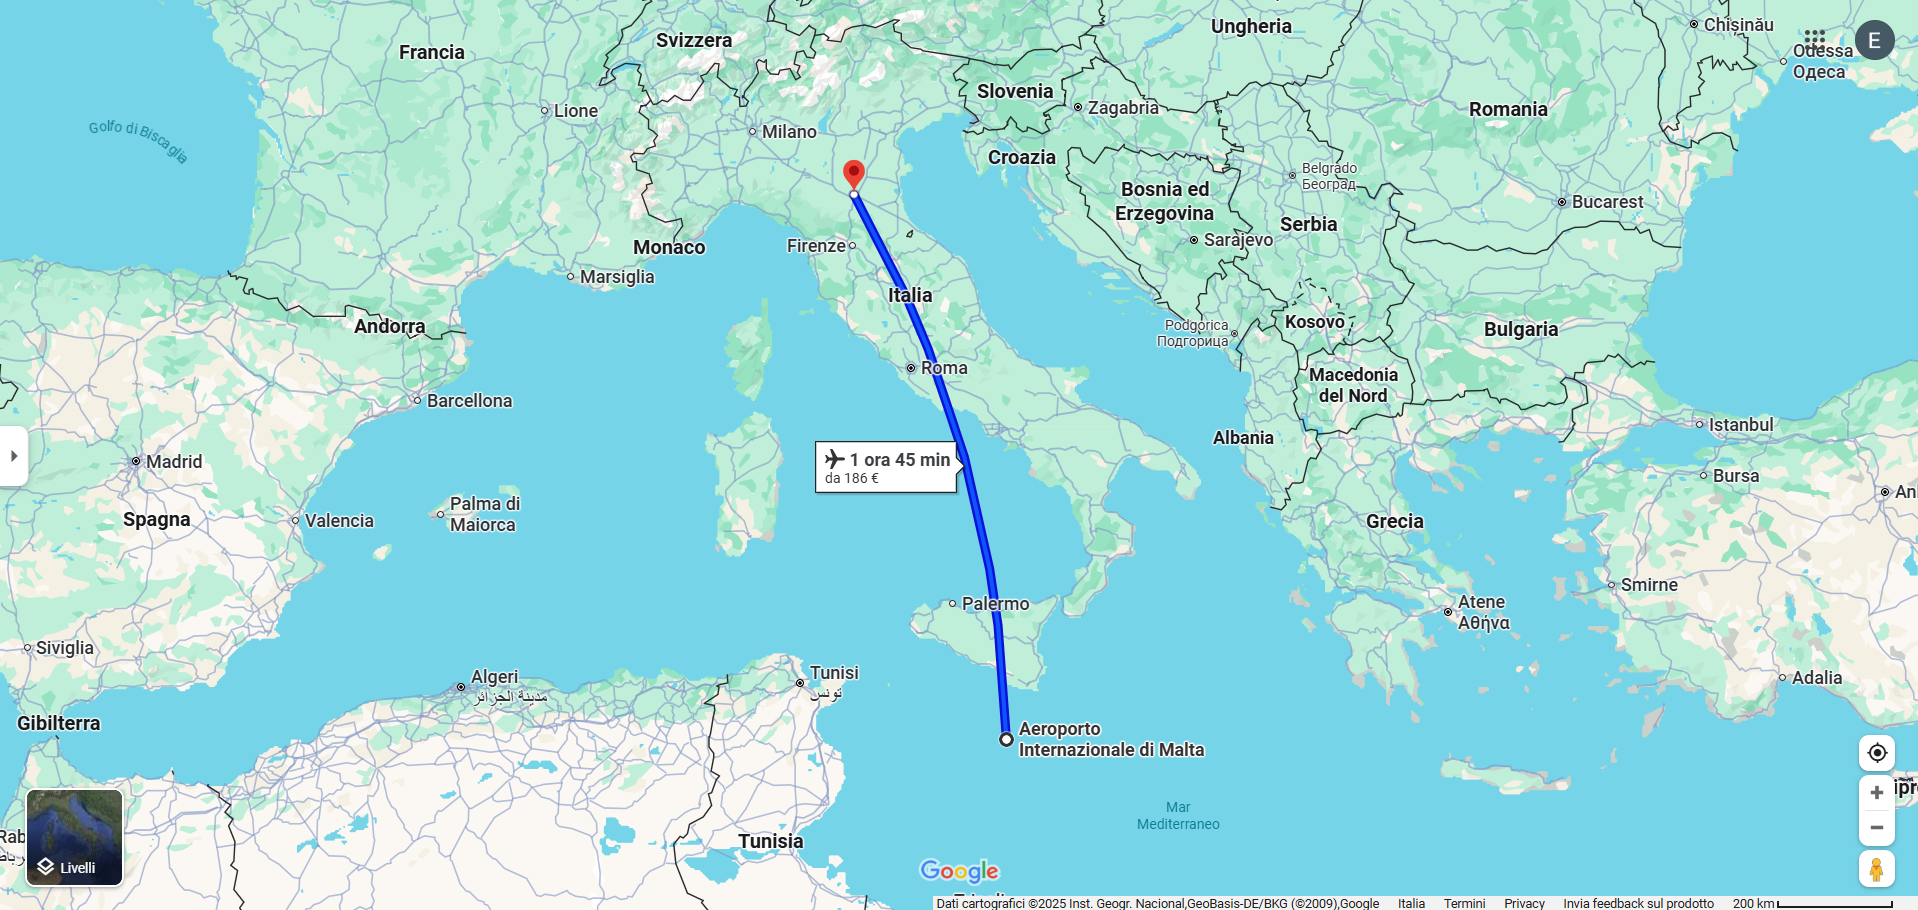 Francia
Svizzera
Ungheria
Chișinău
Odessa
Одеса
E
Slovenia
Zagabria
Romania
Lione
Milano
Golfo di Biscaglia
Croazia
Belgrado
Београд
Bosnia ed
Erzegovina
Bucarest
Serbia
Sarajevo
Monaco
Firenze
Marsiglia
Italia
Andorra
Podgorica
Подгорица
Kosovo
Bulgaria
Roma
Macedonia
del Nord
Barcellona
Istanbul
Albania
Madrid
1 ora 45 min
da 186 €
Bursa
An
Palma di
Maiorca
Spagna
Valencia
Grecia
Smirne
Palermo
Atene
Αθήνα
Siviglia
Algeri
مدينة الجزائر
Tunisi
تونس
Adalia
Gibilterra
Aeroporto
Internazionale di Malta
ipr
Mar
Mediterraneo
Rab
Tunisia
Livelli
Google
Dati cartografici ©2025 Inst. Geogr. Nacional,GeoBasis-DE/BKG (©2009),Google Italia Termini Privacy Invia feedback sul prodotto 200 km